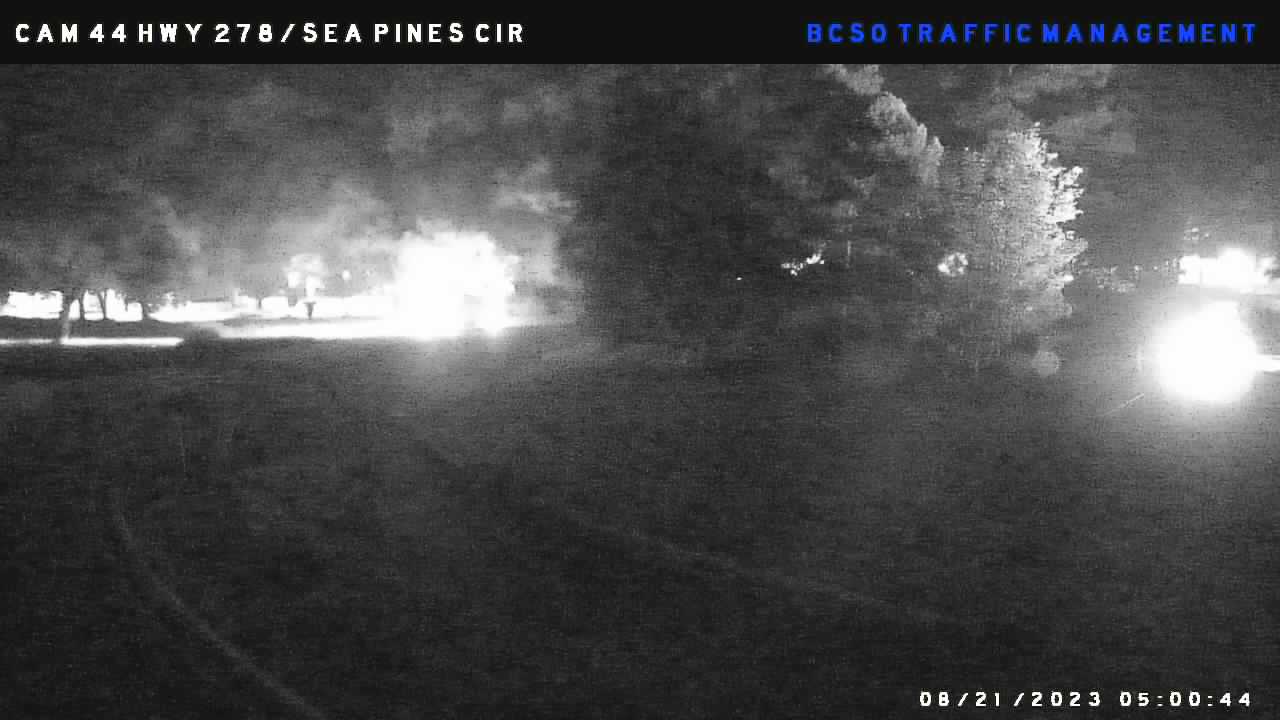 CAM 44 HWY 278/SEA PINES CIR
BCSO TRAFFIC MANAGEMENT
08/21/2023 05:00:44